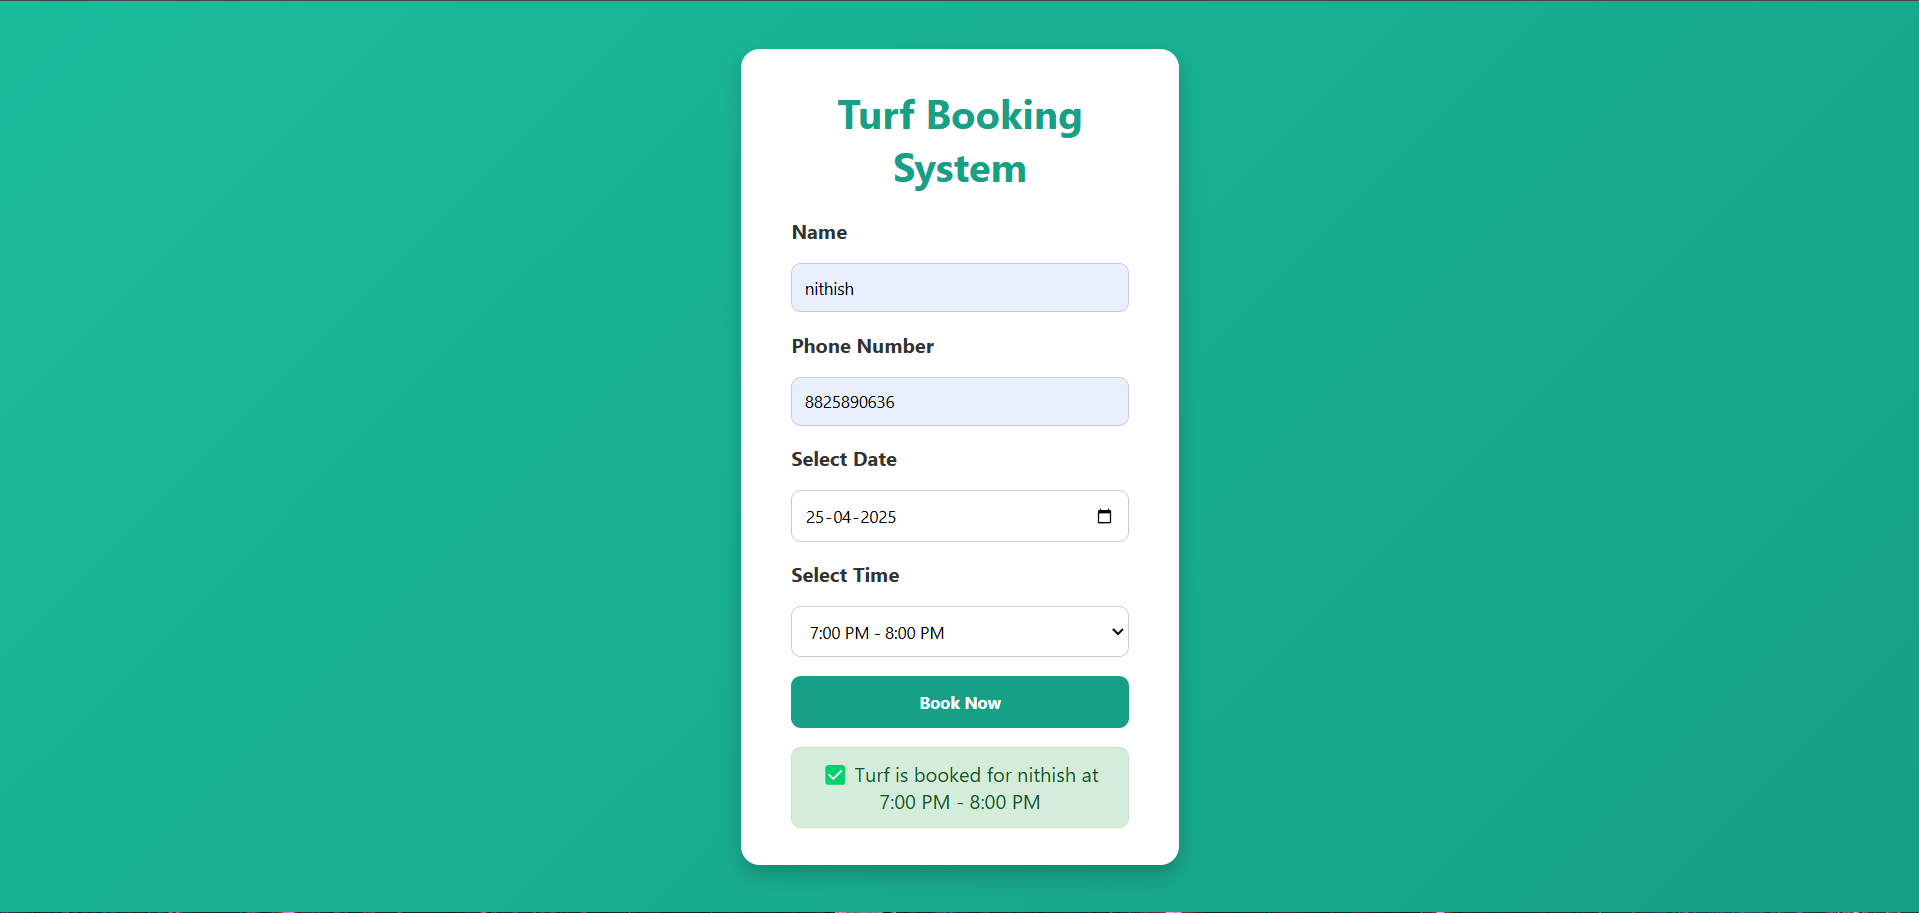 Turf Booking
System
Name
nithish
Phone Number
8825890636
Select Date
25-04-2025
Select Time
7:00 PM - 8:00 PM
Book Now
✅ Turf is booked for nithish at
7:00 PM - 8:00 PM